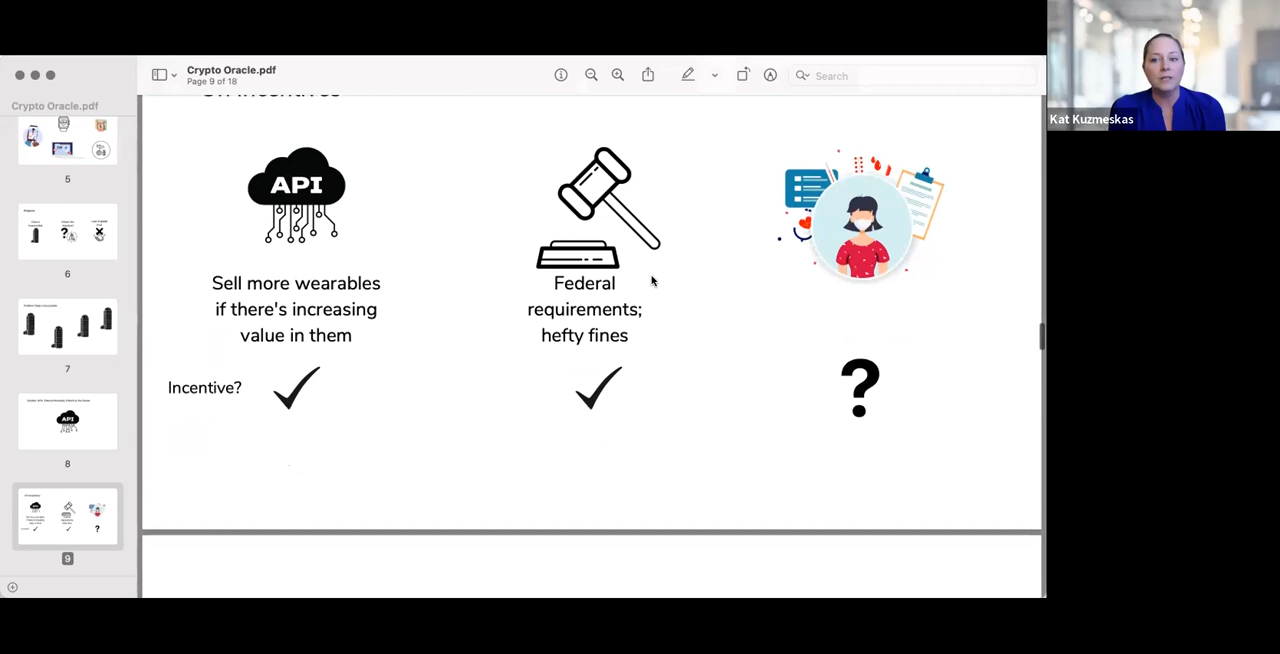 Crypto Oracle.pdf
Page 9 of 18
Search
Kat Kuzmeskas
Crypto Oracle.pdf
5
6
7
8
9
API
Sell more wearables
if there's increasing
value in them
Federal
requirements;
hefty fines
Incentive?
?